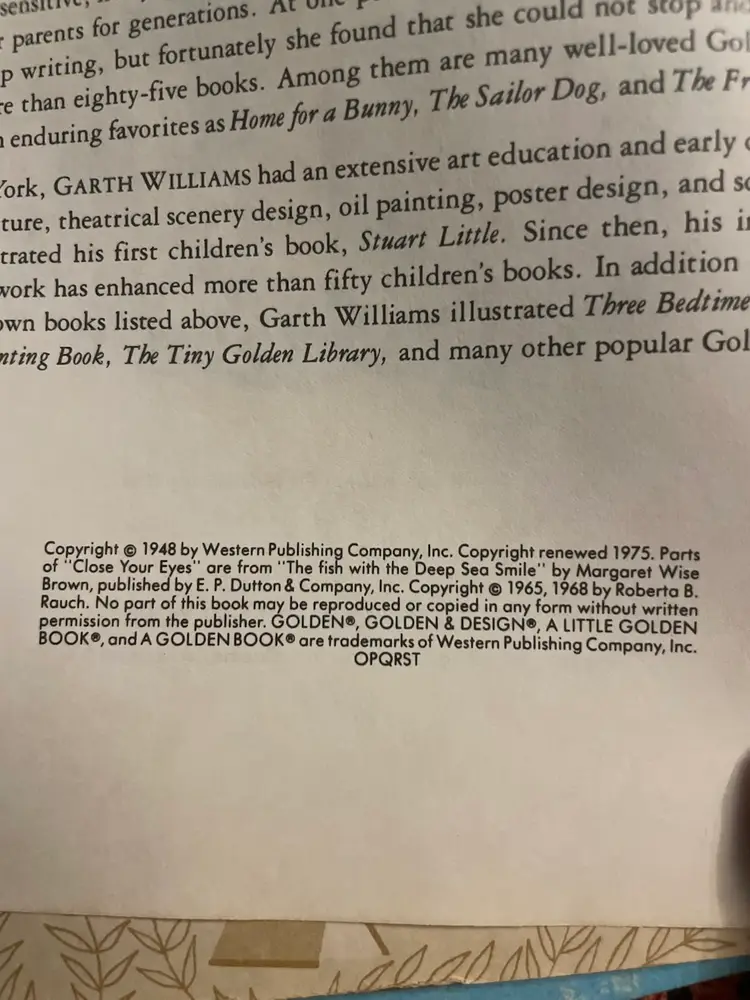 parents for generations. At one
writing, but fortunately she found that she could not stop and
than eighty-five books. Among them are many well-loved Gol
enduring favorites as Home for a Bunny, The Sailor Dog, and The Fr
York, GARTH WILLIAMS had an extensive art education and early
ture, theatrical scenery design, oil painting, poster design, and sc
trated his first children's book, Stuart Little. Since then, his
work has enhanced more than fifty children's books. In addition
own books listed above, Garth Williams illustrated Three Bedtime
nting Book, The Tiny Golden Library, and many other popular Gol
Copyright © 1948 by Western Publishing Company, Inc. Copyright renewed 1975. Parts
of "Close Your Eyes" are from "The fish with the Deep Sea Smile" by Margaret Wise
Brown, published by E. P. Dutton & Company, Inc. Copyright © 1965, 1968 by Roberta B.
Rauch. No part of this book may be reproduced or copied in any form without written
permission from the publisher. GOLDEN®, GOLDEN & DESIGN®, A LITTLE GOLDEN
BOOK®, and A GOLDEN BOOK® are trademarks of Western Publishing Company, Inc.
OPQRST